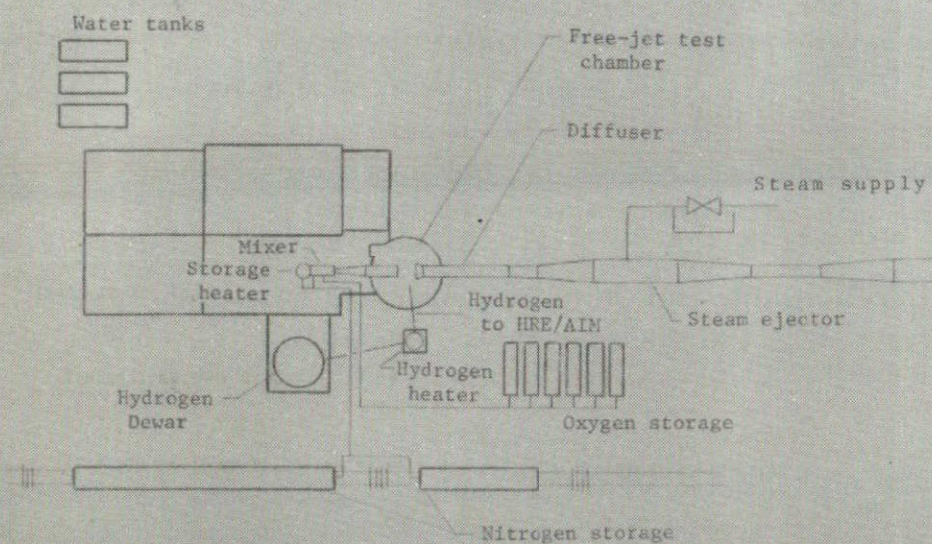 Water tanks
Free-jet test
chamber
Diffuser
Steam supply
Mixer
Storage
heater
Hydrogen
to HRE/AIM
Steam ejector
Hydrogen
heater
Hydrogen
Dewar
Oxygen storage
Nitrogen storage